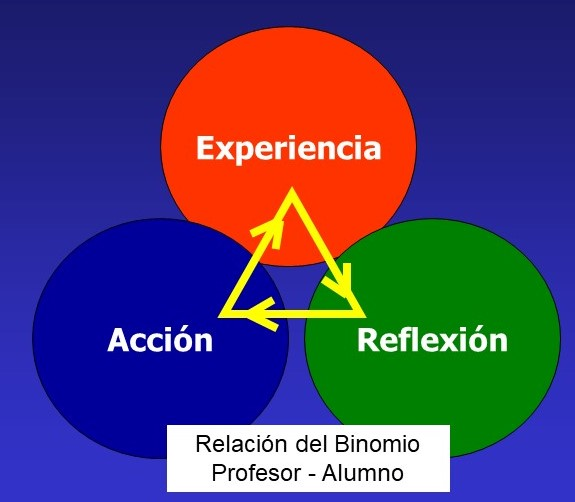 Experiencia
Acción
Reflexión
Relación del Binomio
Profesor - Alumno